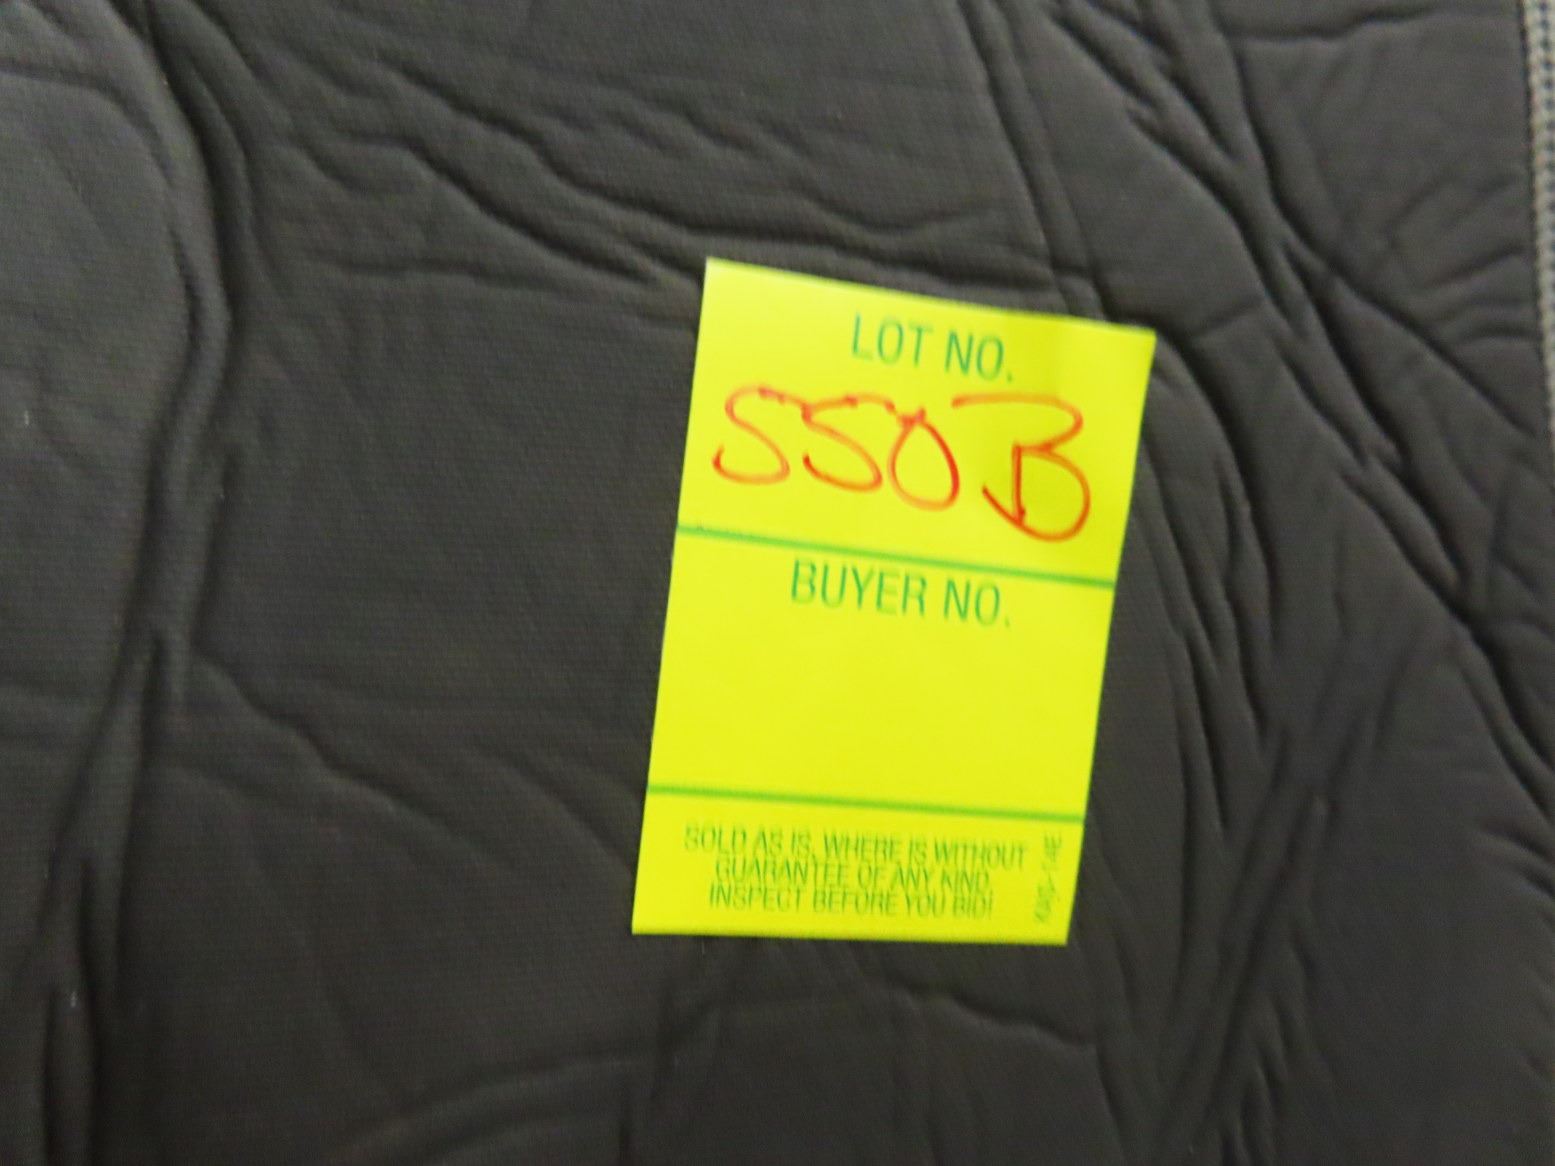 LOT NO.
550B
BUYER NO.
SOLD AS IS, WHERE IS WITHOUT
GUARANTEE OF ANY KIND.
INSPECT BEFORE YOU BID!